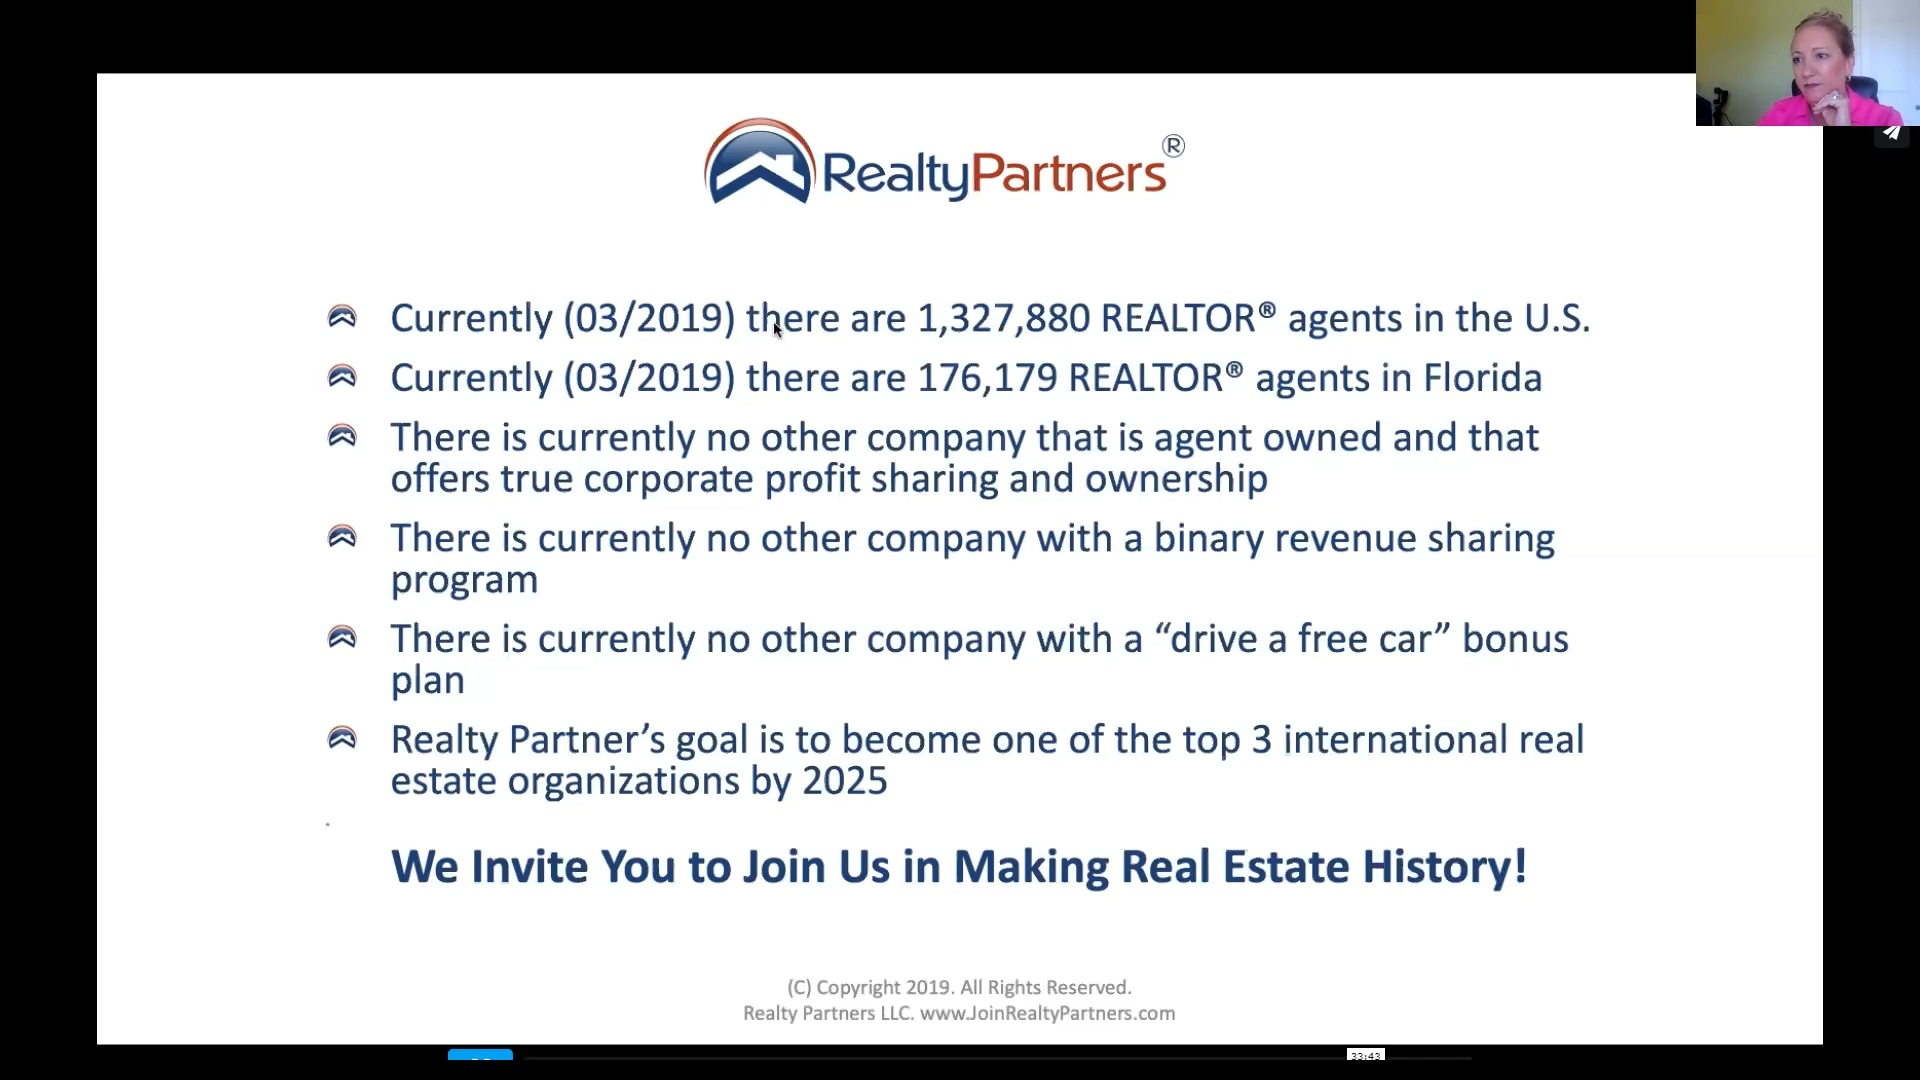 RealtyPartners®
Currently (03/2019) there are 1,327,880 REALTOR® agents in the U.S.
Currently (03/2019) there are 176,179 REALTOR® agents in Florida
There is currently no other company that is agent owned and that
offers true corporate profit sharing and ownership
There is currently no other company with a binary revenue sharing
program
There is currently no other company with a “drive a free car” bonus
plan
Realty Partner’s goal is to become one of the top 3 international real
estate organizations by 2025
We Invite You to Join Us in Making Real Estate History!
(C) Copyright 2019. All Rights Reserved.
Realty Partners LLC. www.JoinRealtyPartners.com
33:43